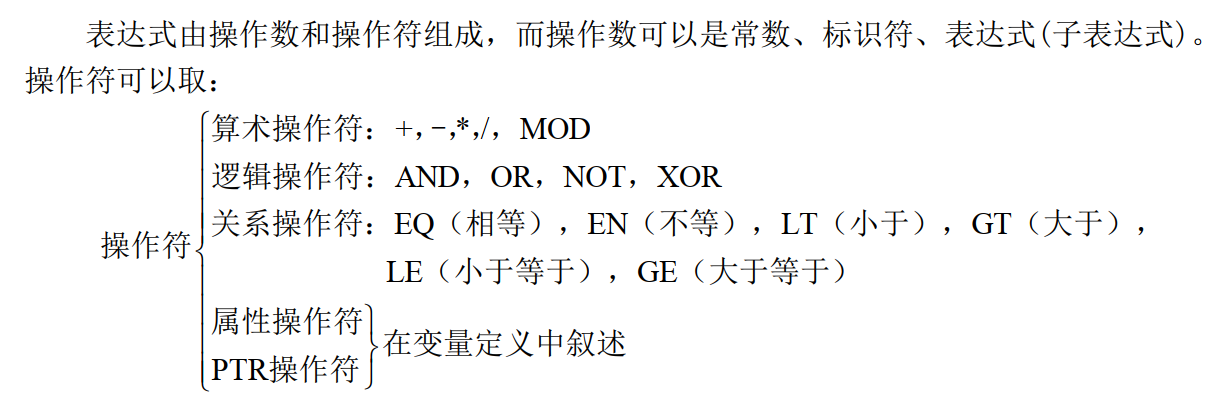 表达式由操作数和操作符组成，而操作数可以是常数、标识符、表达式(子表达式)。
操作符可以取：
算术操作符：+,-,*,/，MOD
逻辑操作符：AND，OR，NOT，XOR
关系操作符：EQ（相等），EN（不等），LT（小于），GT（大于），
操作符
LE（小于等于），GE（大于等于）
属性操作符
在变量定义中叙述
PTR操作符